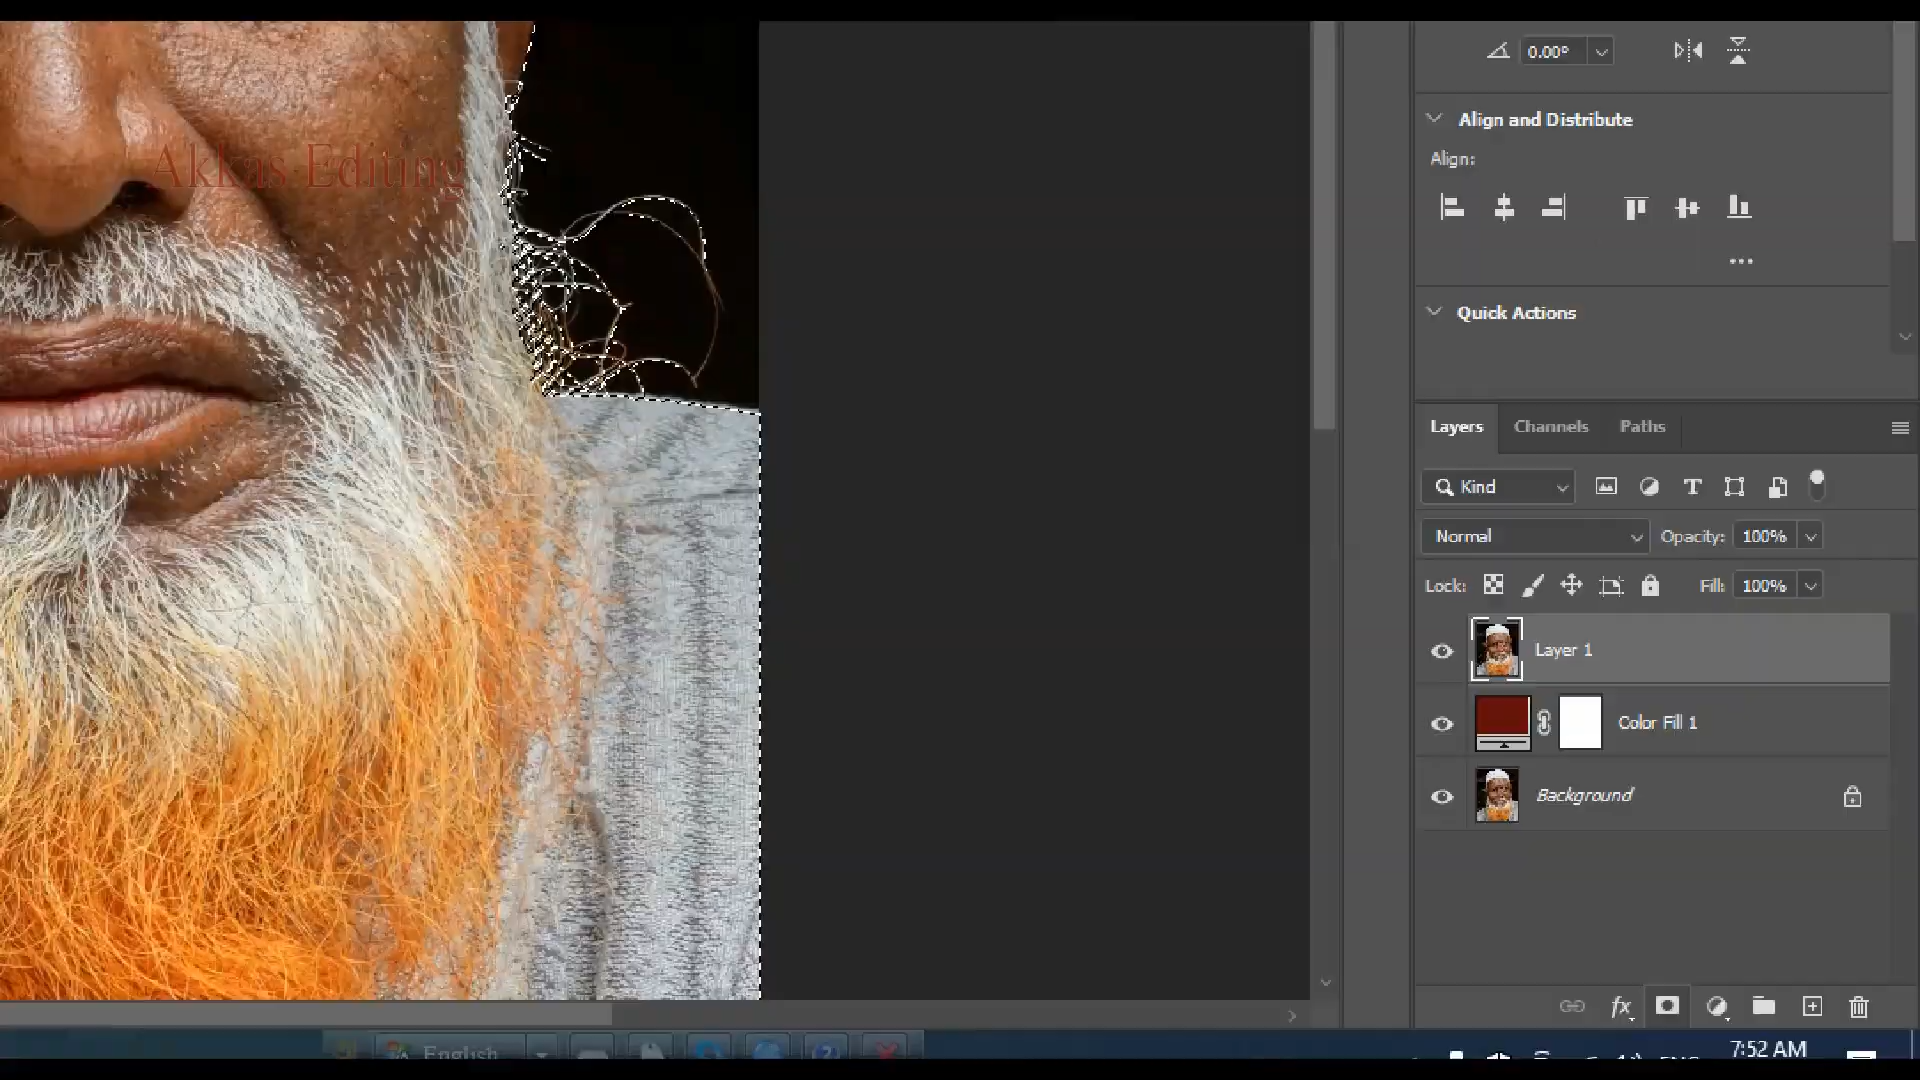 0.00°
Align and Distribute
Align:
Quick Actions
Akkas Editing
Layers Channels Paths
Kind
Normal Opacity: 100%
Lock: Fill: 100%
Layer 1
Color Fill 1
Background
fx
English
7:52 AM